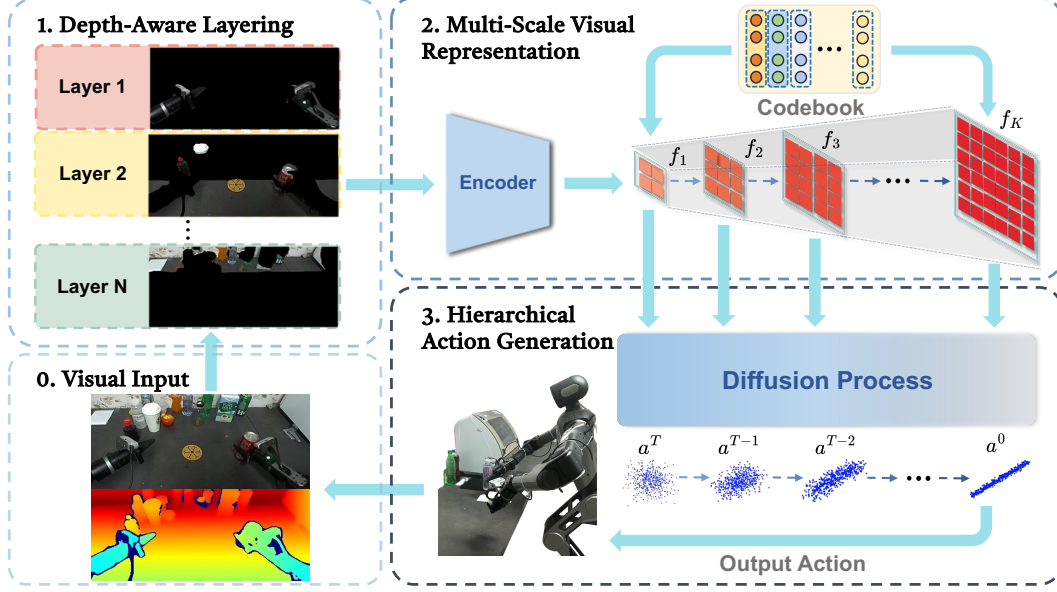 1. Depth-Aware Layering
Layer 1
Layer 2
Layer N
0. Visual Input
2. Multi-Scale Visual
Representation
Codebook
Encoder
f_1
f_2
f_3
f_K
3. Hierarchical
Action Generation
Diffusion Process
a^T
a^{T-1}
a^{T-2}
a^0
Output Action